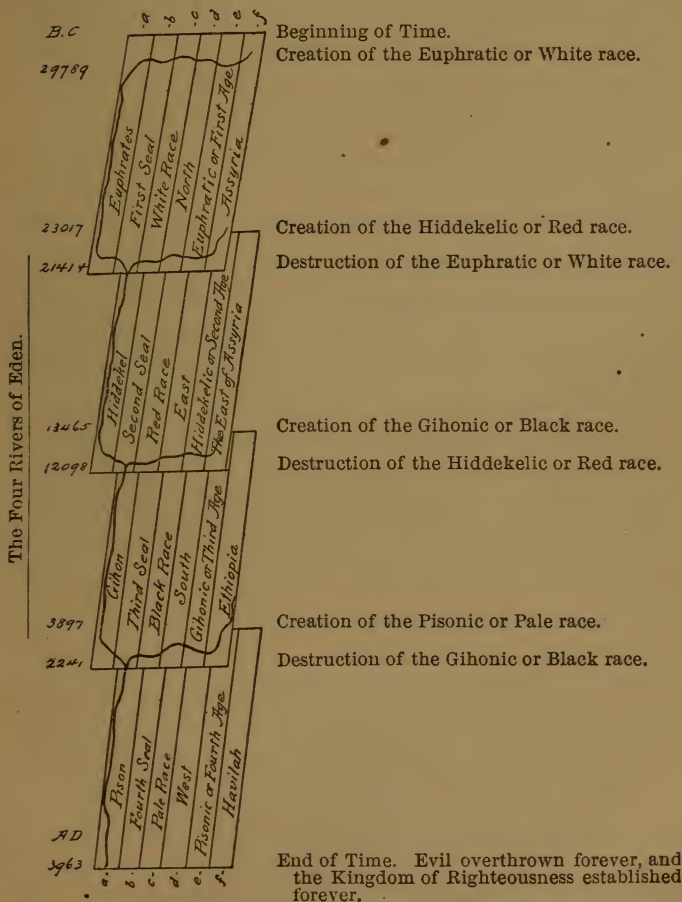 ·a ·b ·c ·d ·e ·f
B.C
Beginning of Time.
Creation of the Euphratic or White race.
29789
Euphrates
First Seal
White Race
North
Euphratic or First Age
Assyria
23017
Creation of the Hiddekelic or Red race.
21414
Destruction of the Euphratic or White race.
The Four Rivers of Eden.
Hiddekel
Second Seal
Red Race
East
Hiddekelic or Second Age
The East of Assyria
13465
Creation of the Gihonic or Black race.
12098
Destruction of the Hiddekelic or Red race.
Gihon
Third Seal
Black Race
South
Gihonic or Third Age
Ethiopia
3897
Creation of the Pisonic or Pale race.
2241
Destruction of the Gihonic or Black race.
Pison
Fourth Seal
Pale Race
West
Pisonic or Fourth Age
Havilah
AD
3963
End of Time. Evil overthrown forever, and
the Kingdom of Righteousness established
forever.
a· b· c· d· e· f·